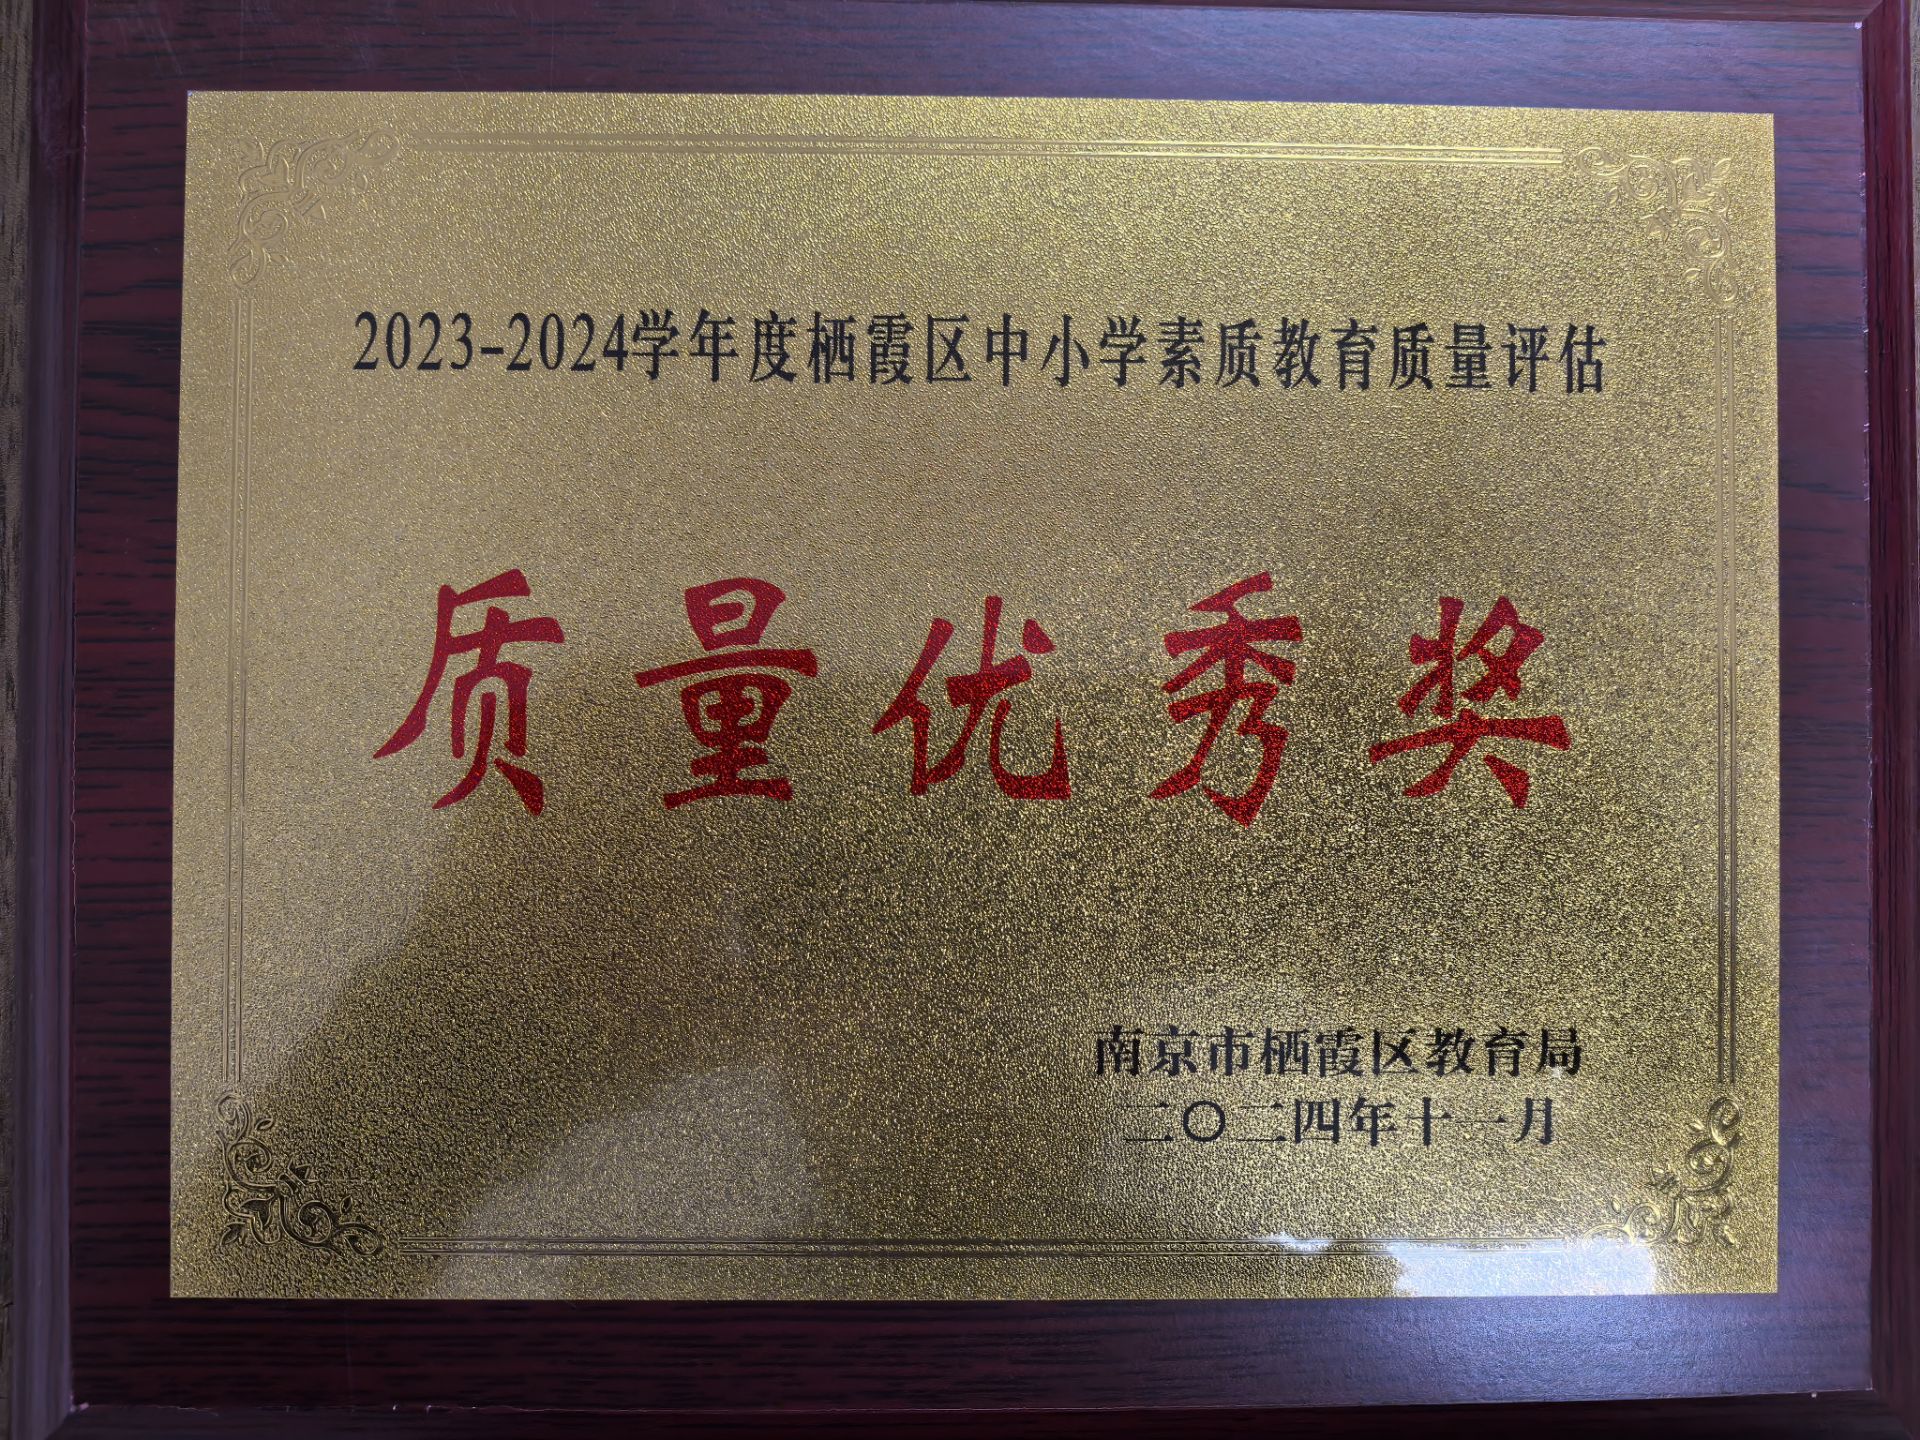 2023-2024学年度栖霞区中小学素质教育质量评估
质量优秀奖
南京市栖霞区教育局
二〇二四年十一月